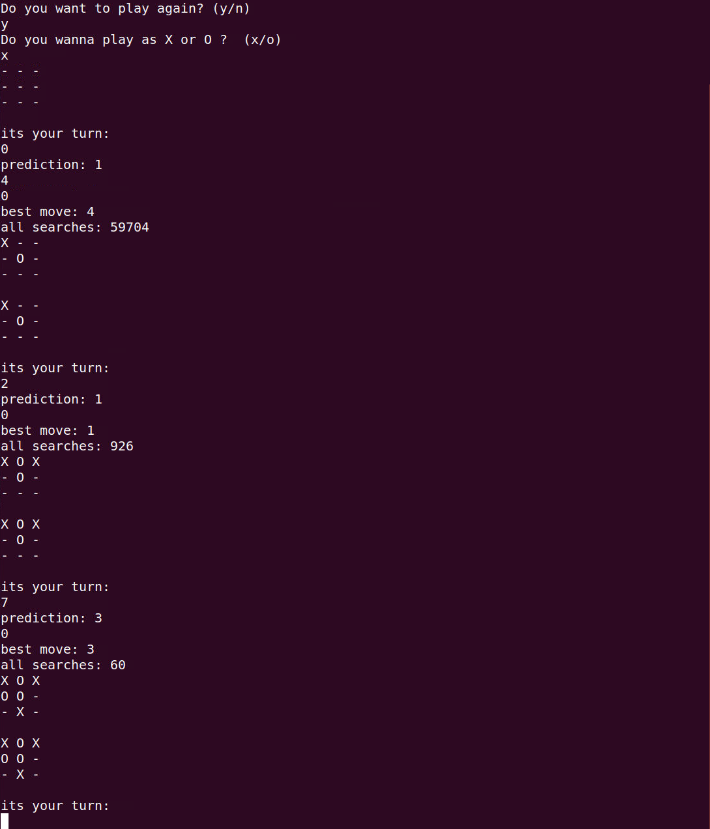 Do you want to play again? (y/n)
y
Do you wanna play as X or O ?  (x/o)
x
- - -
- - -
- - -
its your turn:
0
prediction: 1
4
0
best move: 4
all searches: 59704
X - -
- O -
- - -
X - -
- O -
- - -
its your turn:
2
prediction: 1
0
best move: 1
all searches: 926
X O X
- O -
- - -
X O X
- O -
- - -
its your turn:
7
prediction: 3
0
best move: 3
all searches: 60
X O X
O O -
- X -
X O X
O O -
- X -
its your turn: